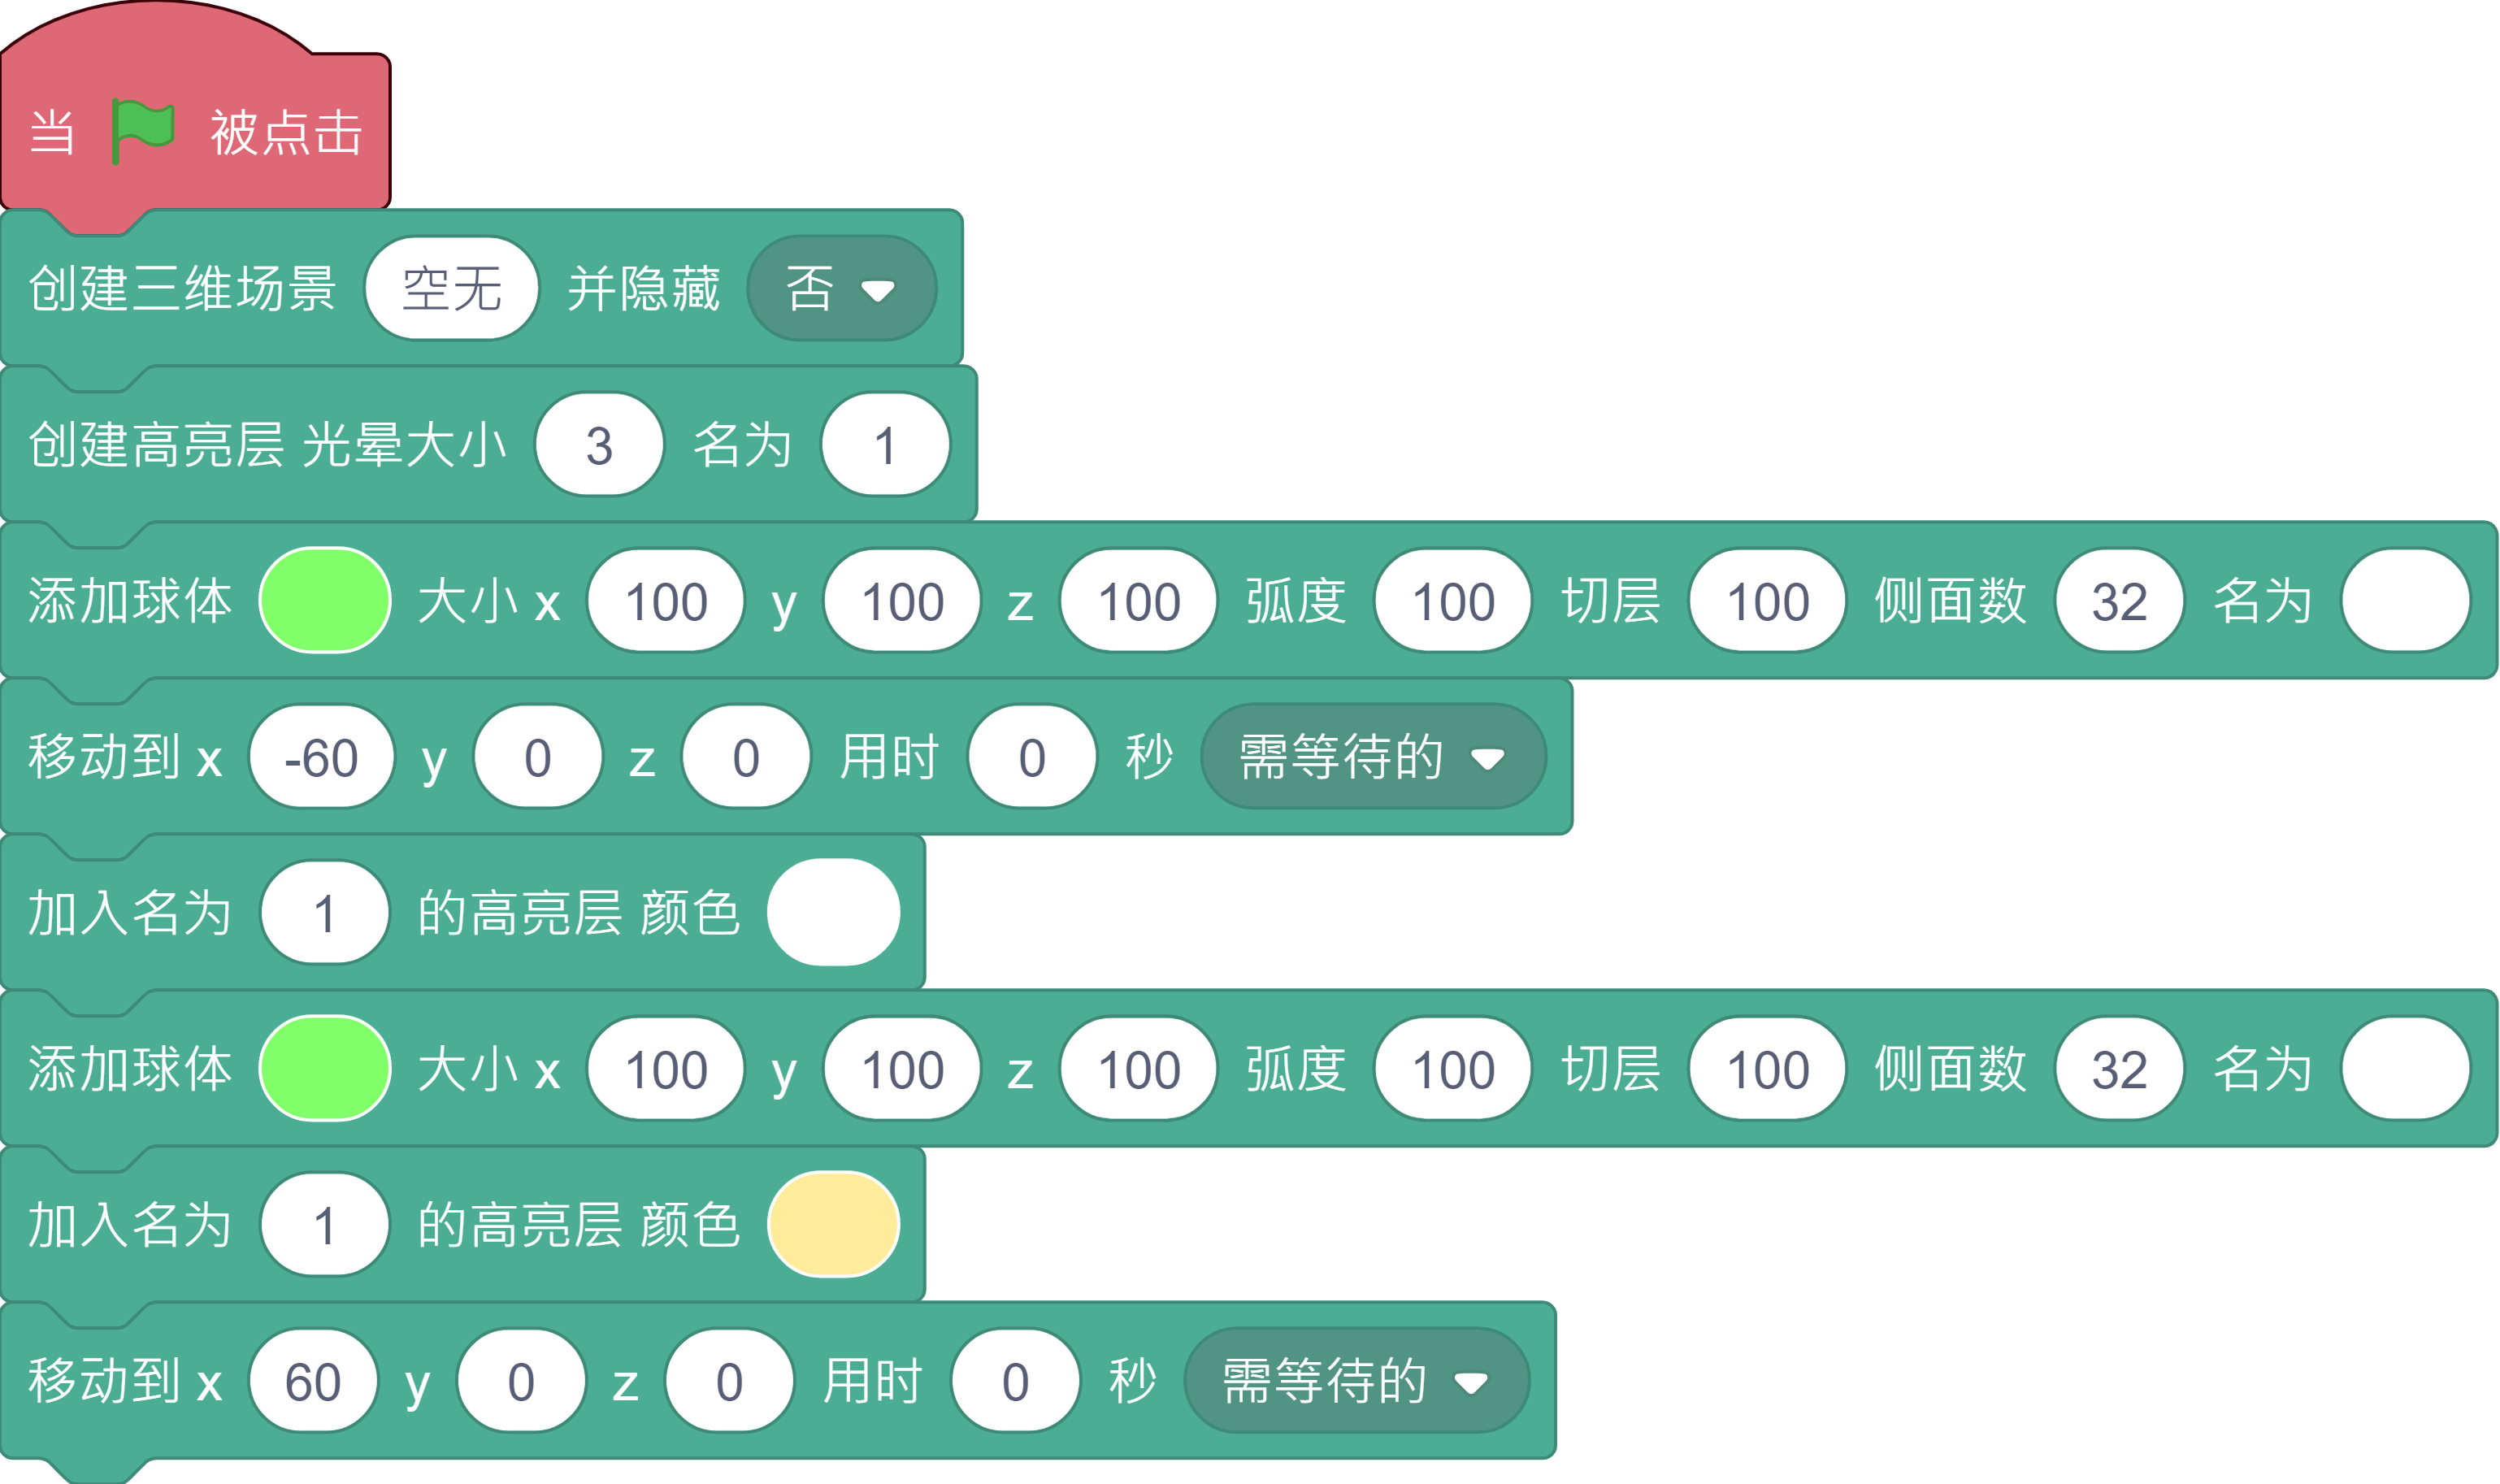 当 被点击
创建三维场景 空无 并隐藏 否
创建高亮层 光晕大小 3 名为 1
添加球体 大小 x 100 y 100 z 100 弧度 100 切层 100 侧面数 32 名为
移动到 x -60 y 0 z 0 用时 0 秒 需等待的
加入名为 1 的高亮层 颜色
添加球体 大小 x 100 y 100 z 100 弧度 100 切层 100 侧面数 32 名为
加入名为 1 的高亮层 颜色
移动到 x 60 y 0 z 0 用时 0 秒 需等待的